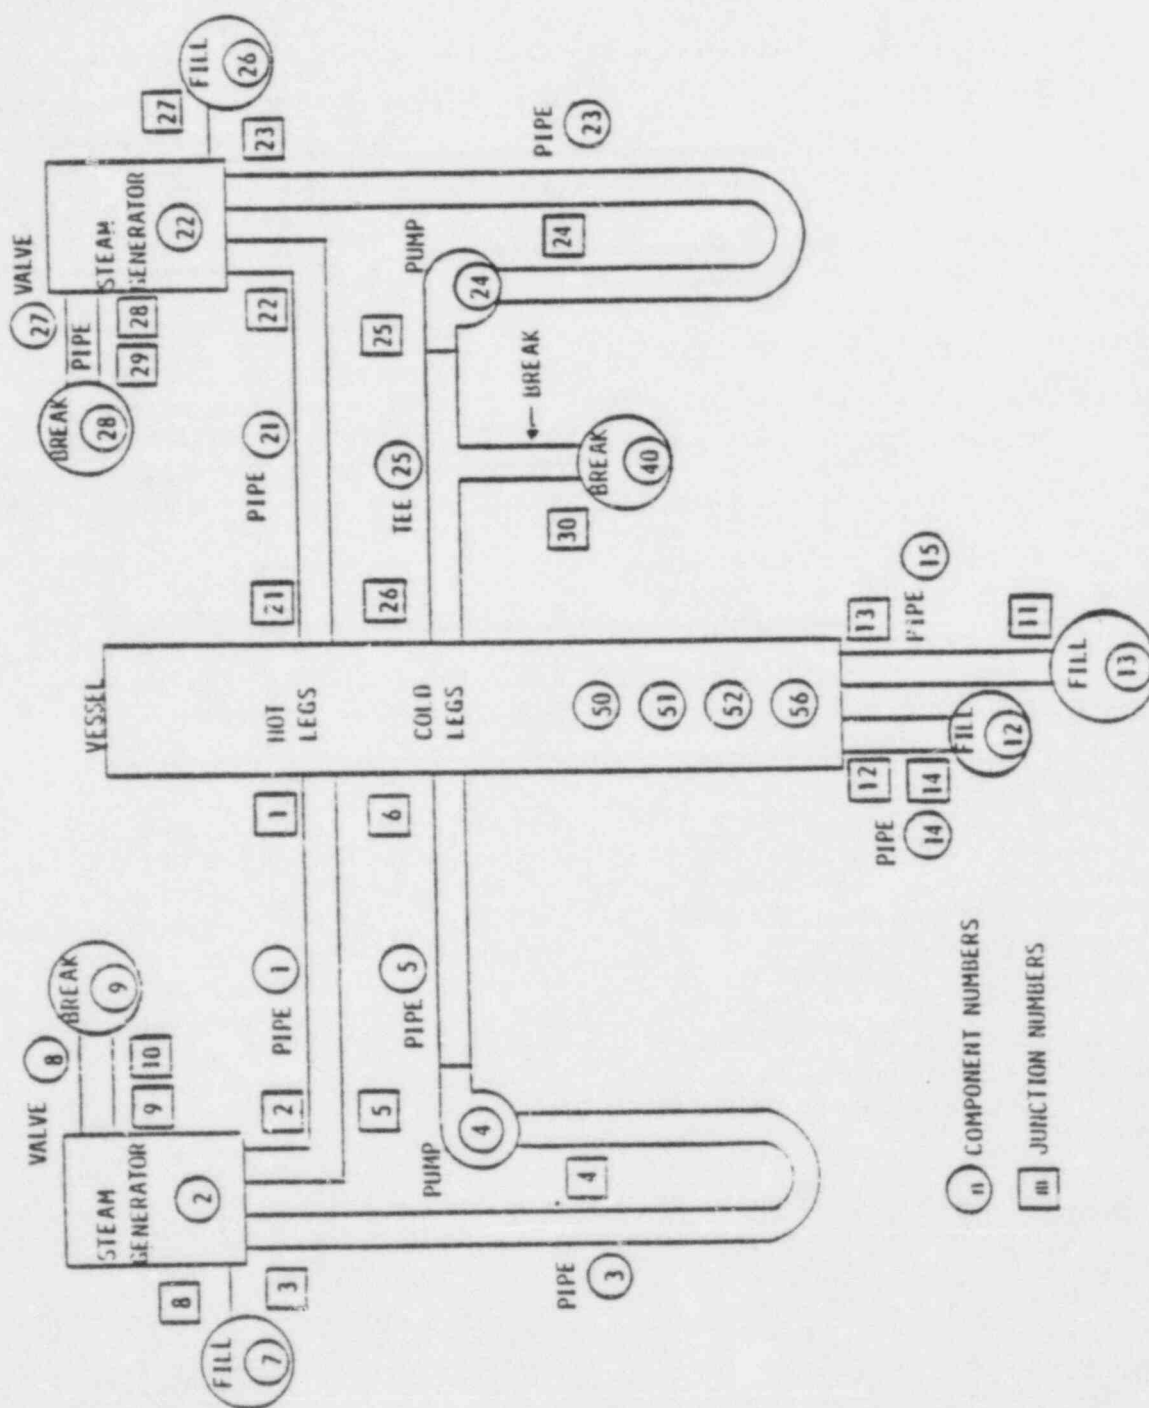 VALVE
8
BREAK
9
9
10
STEAM
GENERATOR
2
8
FILL
7
3
2
PIPE
1
1
5
PIPE
5
6
PUMP
4
4
PIPE
3
VESSEL
HOT
LEGS
COLD
LEGS
50
51
52
56
VALVE
27
BREAK
28
PIPE
29
28
STEAM
GENERATOR
22
27
FILL
26
23
22
PIPE
21
21
25
TEE
25
26
PUMP
24
24
PIPE
23
BREAK
BREAK
40
30
12
14
PIPE
14
FILL
12
13
PIPE
15
11
FILL
13
n COMPONENT NUMBERS
m JUNCTION NUMBERS